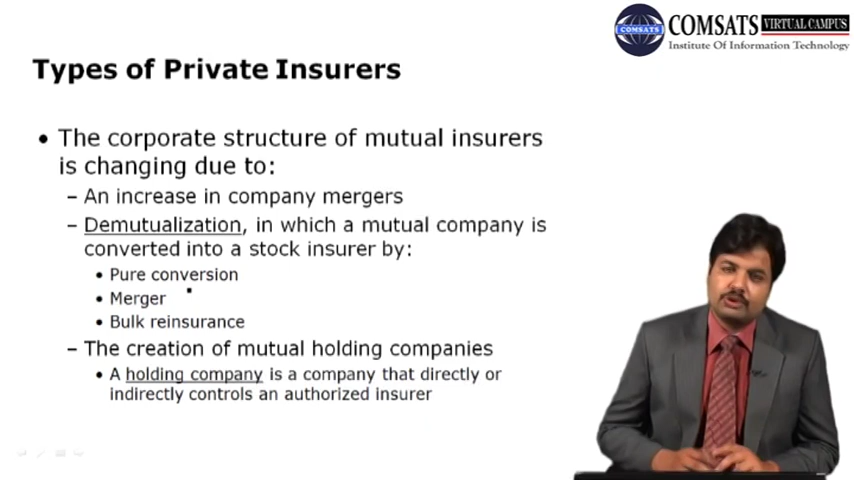 COMSATS
COMSATS VIRTUAL CAMPUS
Institute Of Information Technology
Types of Private Insurers
• The corporate structure of mutual insurers
is changing due to:
– An increase in company mergers
– Demutualization, in which a mutual company is
converted into a stock insurer by:
• Pure conversion
• Merger
• Bulk reinsurance
– The creation of mutual holding companies
• A holding company is a company that directly or
indirectly controls an authorized insurer